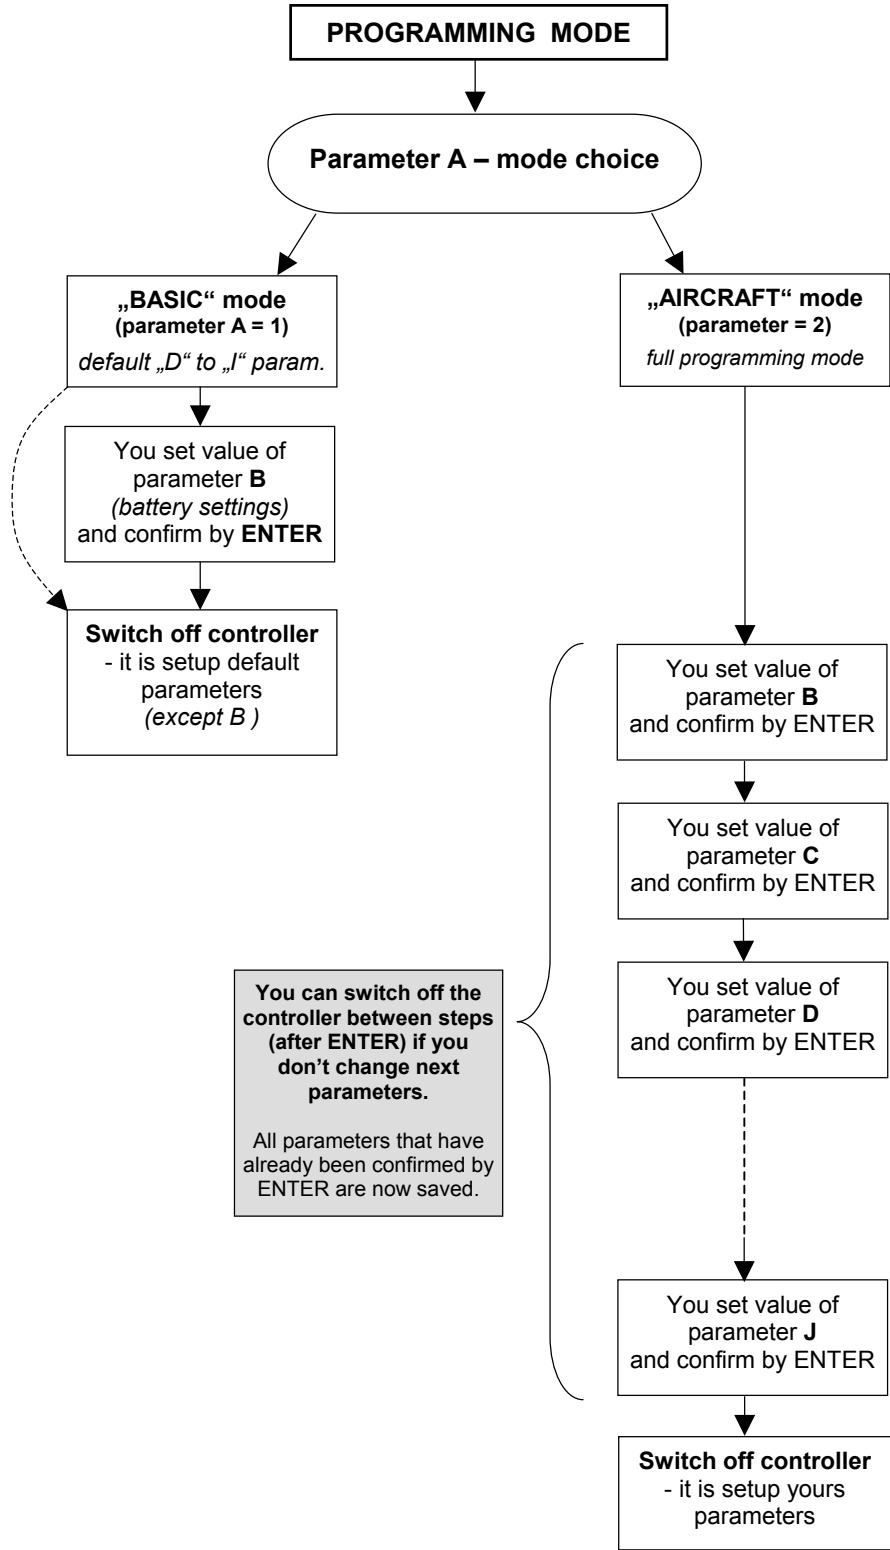 PROGRAMMING MODE
Parameter A – mode choice
„BASIC“ mode
(parameter A = 1)
default „D“ to „I“ param.
You set value of
parameter B
(battery settings)
and confirm by ENTER
Switch off controller
- it is setup default
parameters
(except B )
„AIRCRAFT“ mode
(parameter = 2)
full programming mode
You set value of
parameter B
and confirm by ENTER
You set value of
parameter C
and confirm by ENTER
You set value of
parameter D
and confirm by ENTER
You can switch off the
controller between steps
(after ENTER) if you
don’t change next
parameters.
All parameters that have
already been confirmed by
ENTER are now saved.
You set value of
parameter J
and confirm by ENTER
Switch off controller
- it is setup yours
parameters